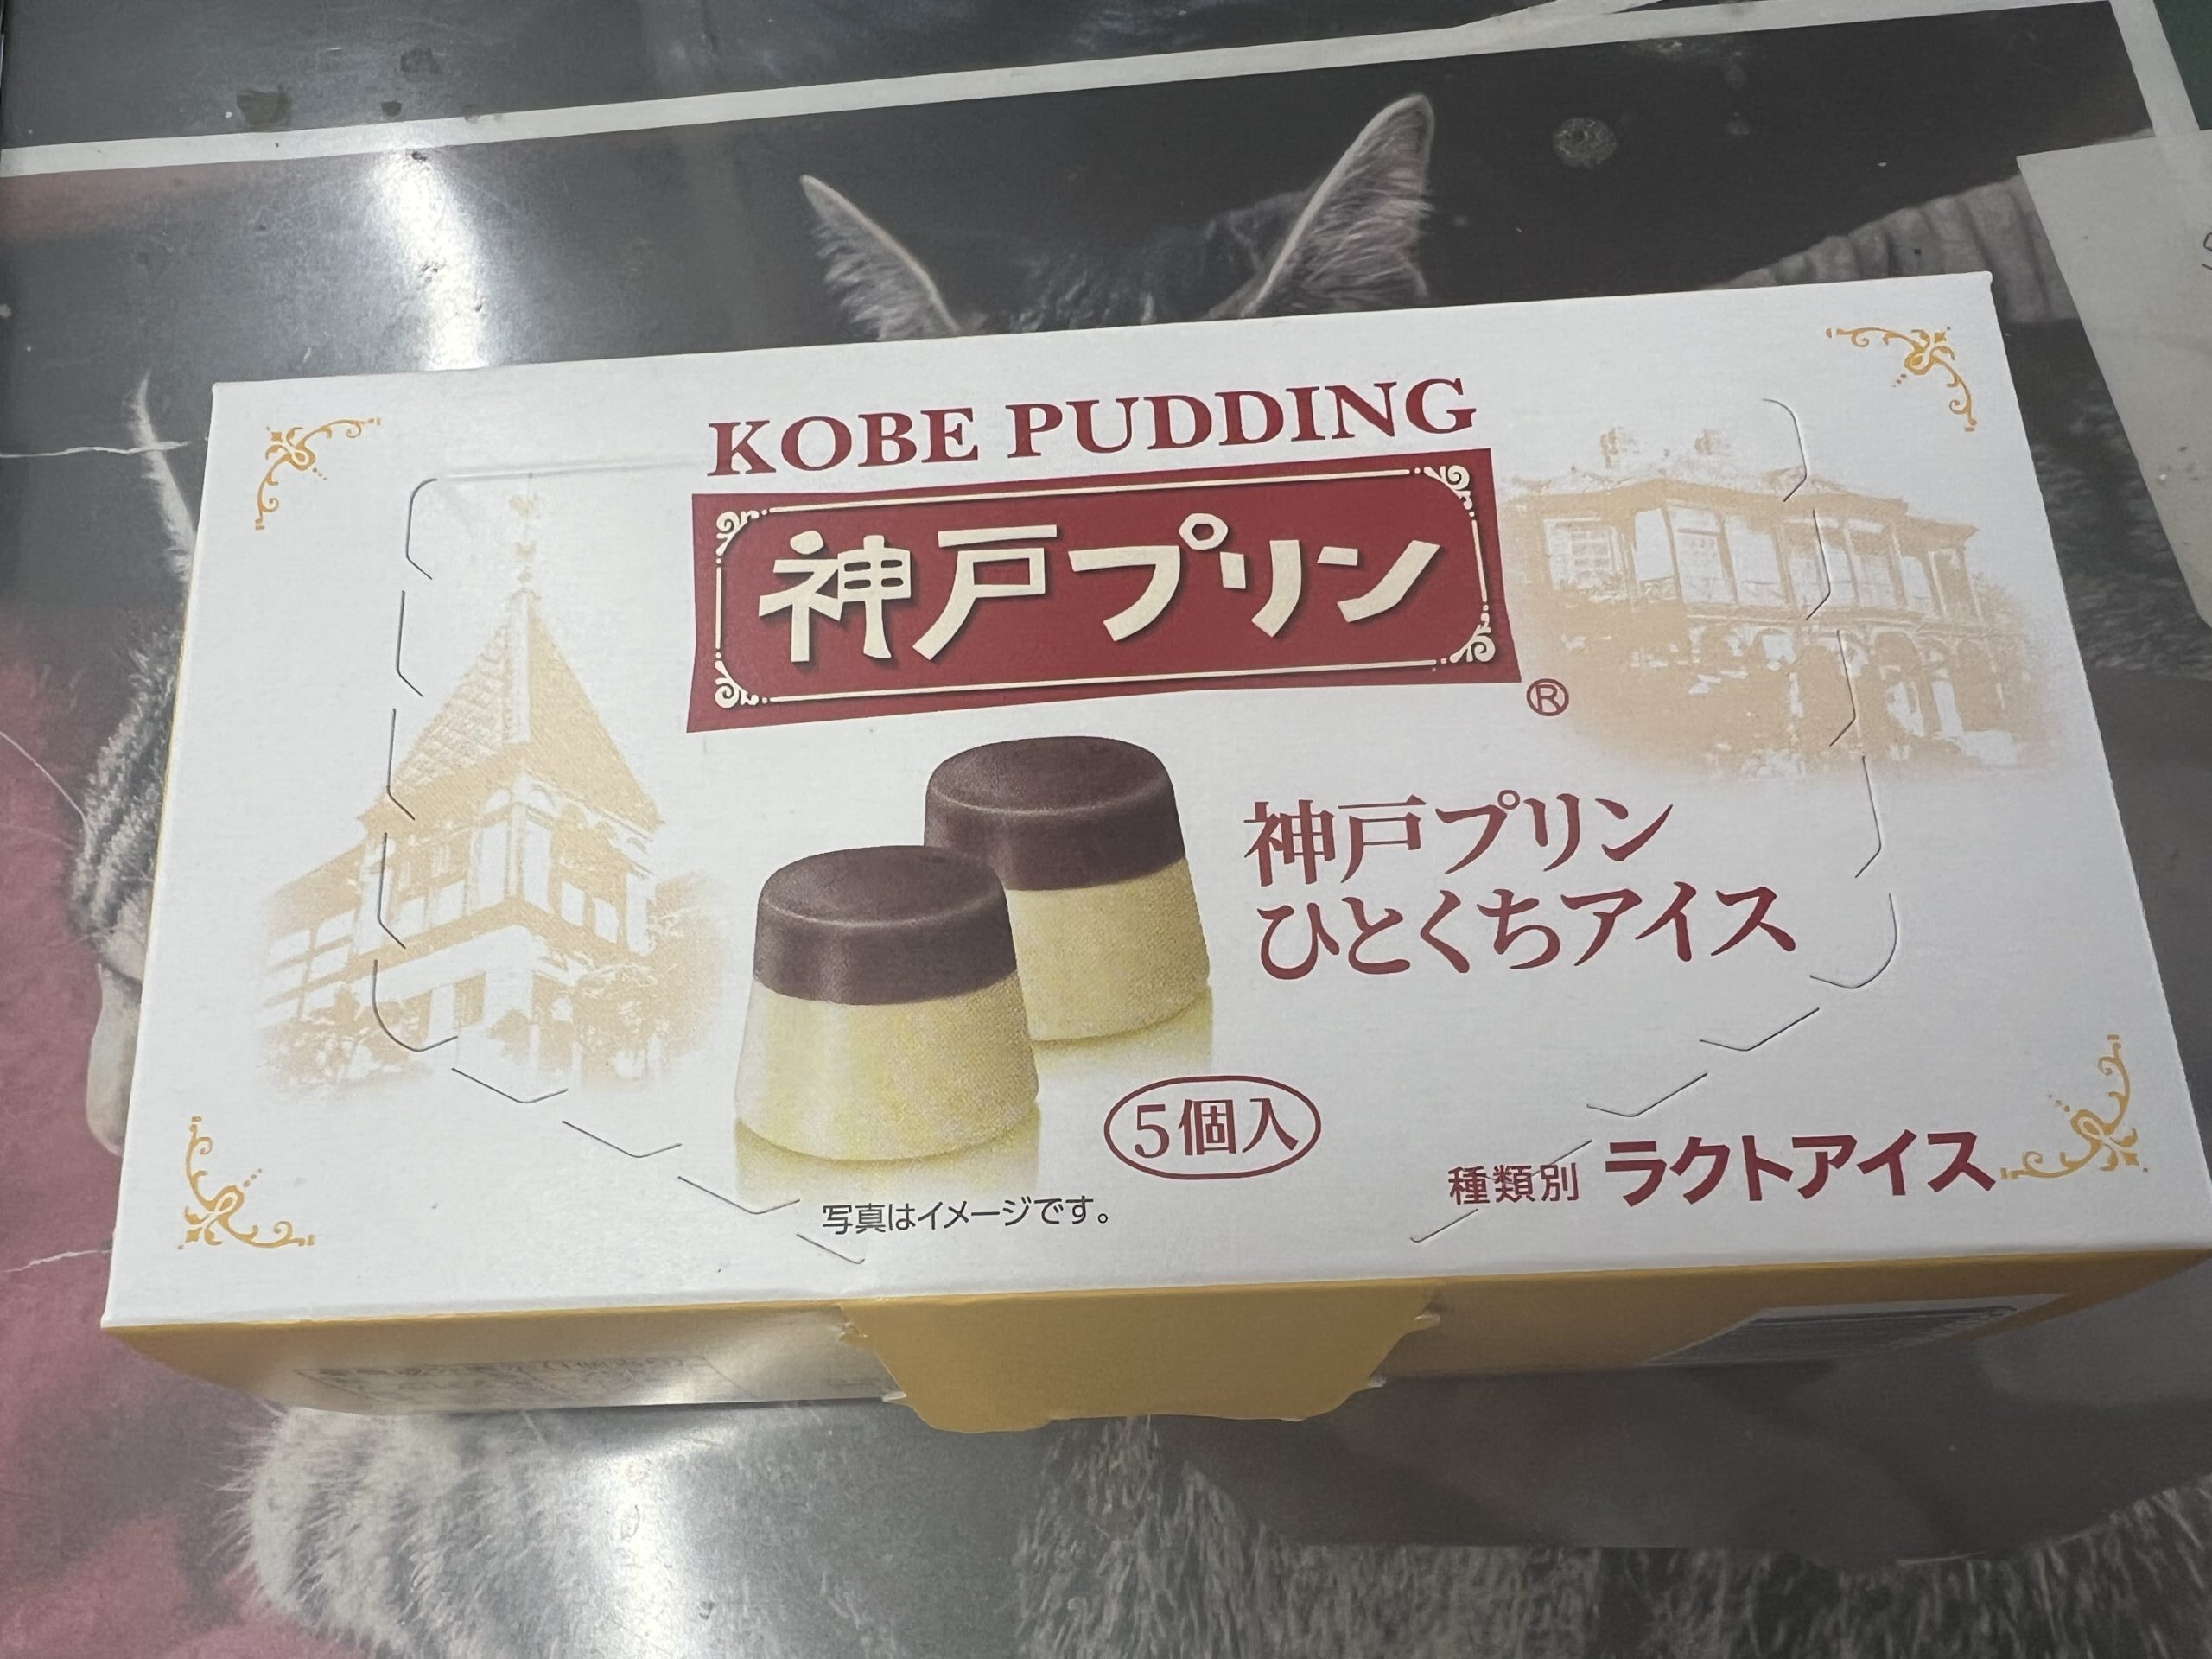 KOBE PUDDING
神戸プリン
®
神戸プリン
ひとくちアイス
5個入
種類別 ラクトアイス
写真はイメージです。